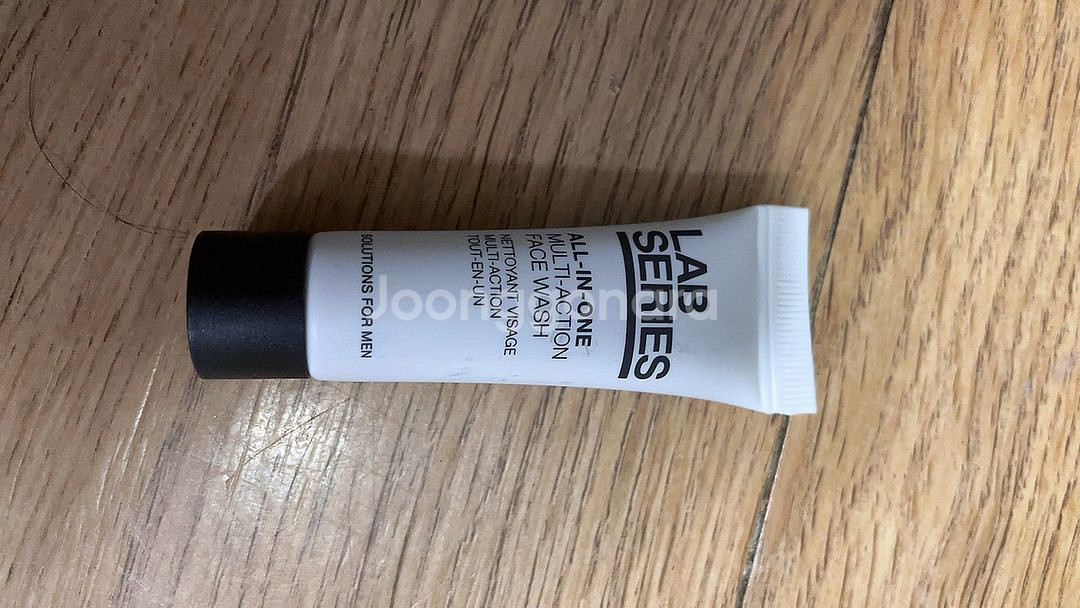 LAB
SERIES
ALL-IN-ONE
MULTI-ACTION
FACE WASH
NETTOYANT VISAGE
MULTI-ACTION
TOUT-EN-UN
SOLUTIONS FOR MEN
Joonggonara